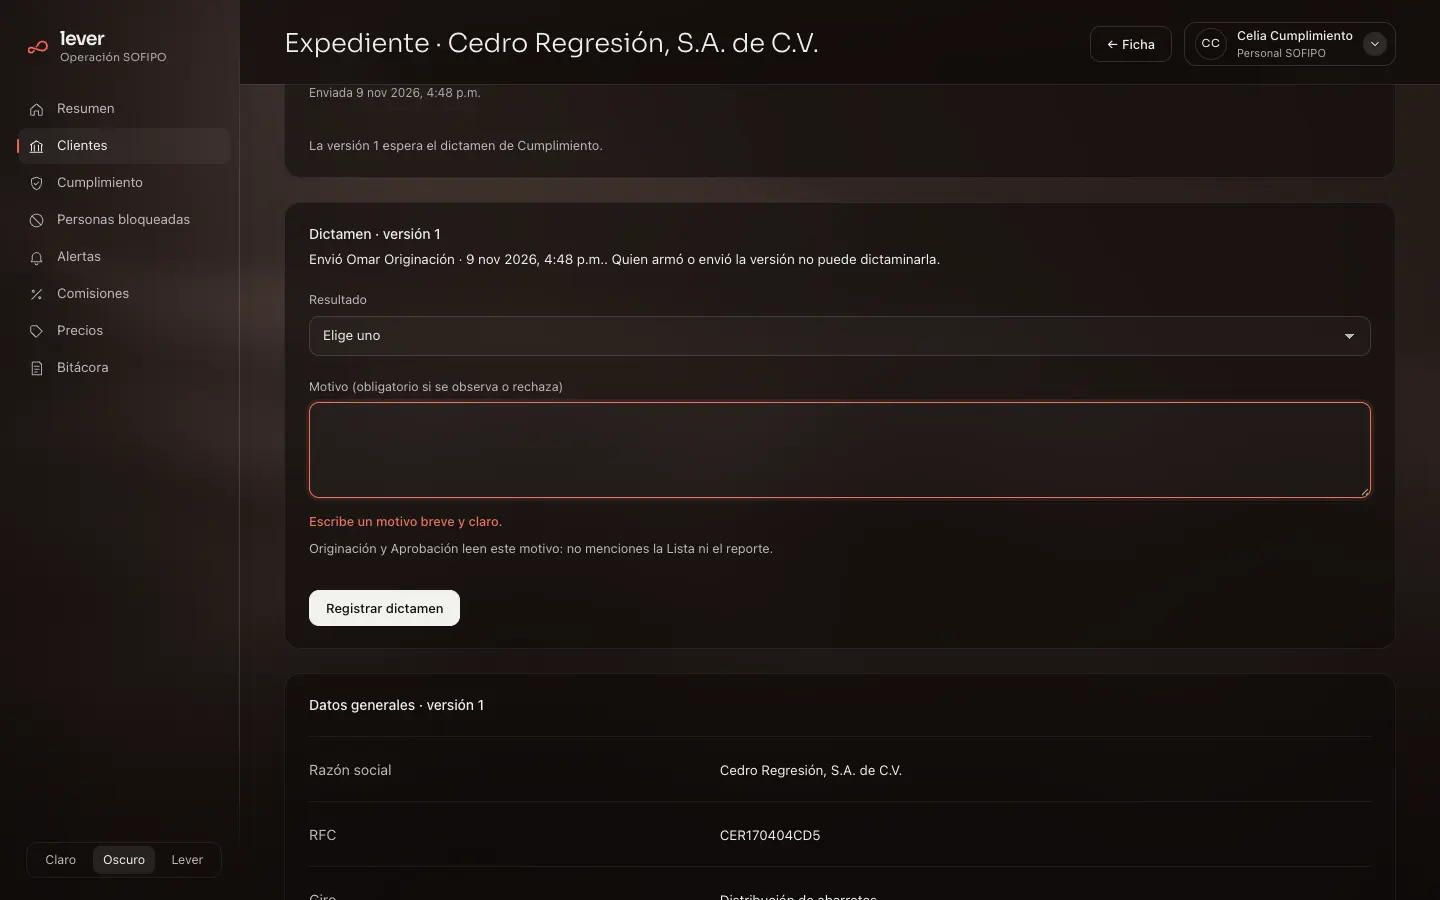 lever
Operación SOFIPO
Resumen
Clientes
Cumplimiento
Personas bloqueadas
Alertas
Comisiones
Precios
Bitácora
Claro
Oscuro
Lever
Expediente · Cedro Regresión, S.A. de C.V.
← Ficha
CC
Celia Cumplimiento
Personal SOFIPO
Enviada 9 nov 2026, 4:48 p.m.
La versión 1 espera el dictamen de Cumplimiento.
Dictamen · versión 1
Envió Omar Originación · 9 nov 2026, 4:48 p.m.. Quien armó o envió la versión no puede dictaminarla.
Resultado
Elige uno
Motivo (obligatorio si se observa o rechaza)
Escribe un motivo breve y claro.
Originación y Aprobación leen este motivo: no menciones la Lista ni el reporte.
Registrar dictamen
Datos generales · versión 1
Razón social
Cedro Regresión, S.A. de C.V.
RFC
CER170404CD5
Giro
Distribución de abarrotes